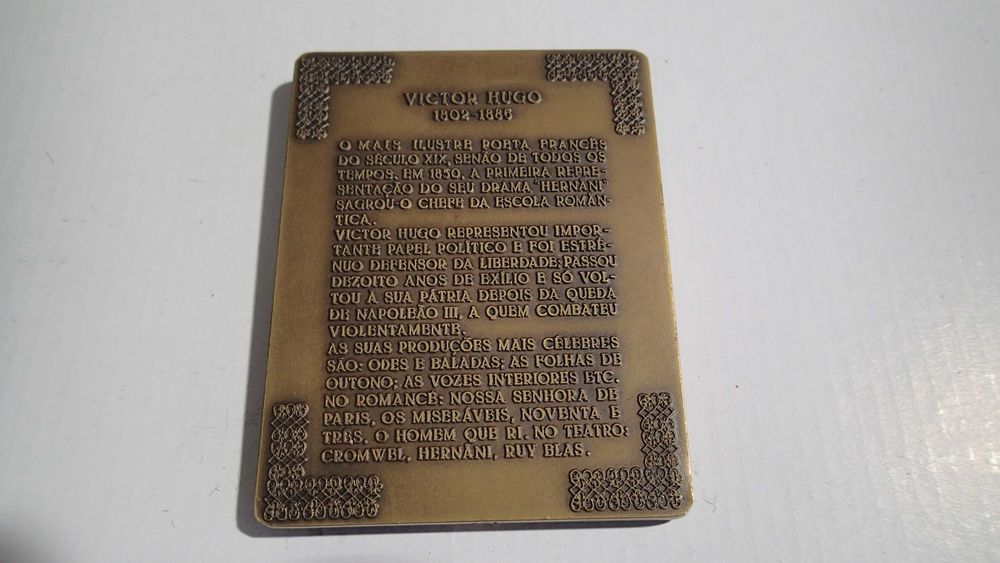 VICTOR HUGO
1802-1885
O MAIS ILUSTRE POETA FRANCÊS
DO SÉCULO XIX, SENÃO DE TODOS OS
TEMPOS. EM 1830, A PRIMEIRA REPRE-
SENTAÇÃO DO SEU DRAMA "HERNÂNI"
SAGROU-O CHEFE DA ESCOLA ROMÂN-
TICA.
VICTOR HUGO REPRESENTOU IMPOR-
TANTE PAPEL POLÍTICO E FOI ESTRÊ-
NUO DEFENSOR DA LIBERDADE; PASSOU
DEZOITO ANOS DE EXÍLIO E SÓ VOL-
TOU À SUA PÁTRIA DEPOIS DA QUEDA
DE NAPOLEÃO III, A QUEM COMBATEU
VIOLENTAMENTE.
AS SUAS PRODUÇÕES MAIS CÉLEBRES
SÃO: ODES E BALADAS; AS FOLHAS DE
OUTONO; AS VOZES INTERIORES ETC.
NO ROMANCE: NOSSA SENHORA DE
PARIS, OS MISERÁVEIS, NOVENTA E
TRÊS. O HOMEM QUE RI. NO TEATRO:
CROMWEL, HERNÂNI, RUY BLAS.